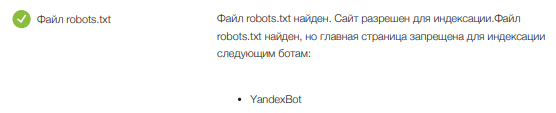 Файл robots.txt
Файл robots.txt найден. Сайт разрешен для индексации.Файл
robots.txt найден, но главная страница запрещена для индексации
следующим ботам:
• YandexBot